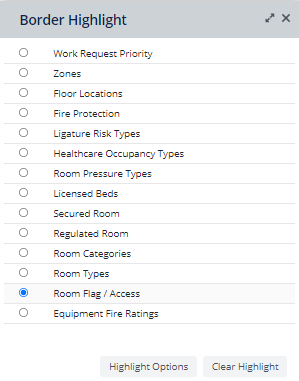 Border Highlight
Work Request Priority
Zones
Floor Locations
Fire Protection
Ligature Risk Types
Healthcare Occupancy Types
Room Pressure Types
Licensed Beds
Secured Room
Regulated Room
Room Categories
Room Types
Room Flag / Access
Equipment Fire Ratings
Highlight Options Clear Highlight